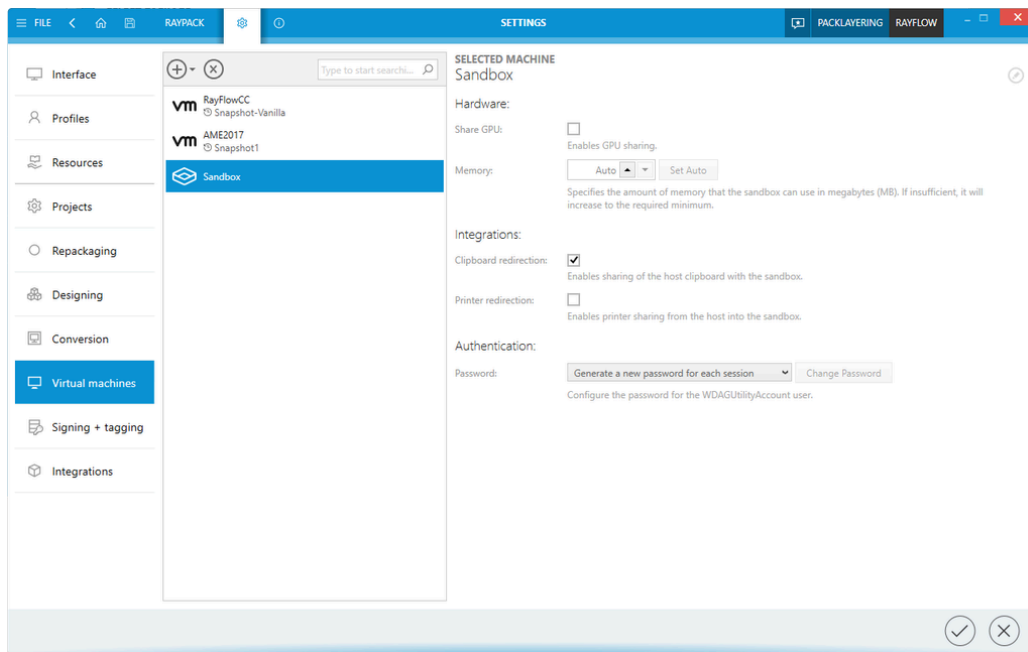 FILE
RAYPACK
SETTINGS
PACKLAYERING
RAYFLOW
Interface
Profiles
Resources
Projects
Repackaging
Designing
Conversion
Virtual machines
Signing + tagging
Integrations
Type to start searchi...
vm RayFlowCC
Snapshot-Vanilla
vm AME2017
Snapshot1
Sandbox
SELECTED MACHINE
Sandbox
Hardware:
Share GPU:
Enables GPU sharing.
Memory: Auto Set Auto
Specifies the amount of memory that the sandbox can use in megabytes (MB). If insufficient, it will
increase to the required minimum.
Integrations:
Clipboard redirection:
Enables sharing of the host clipboard with the sandbox.
Printer redirection:
Enables printer sharing from the host into the sandbox.
Authentication:
Password: Generate a new password for each session Change Password
Configure the password for the WDAGUtilityAccount user.